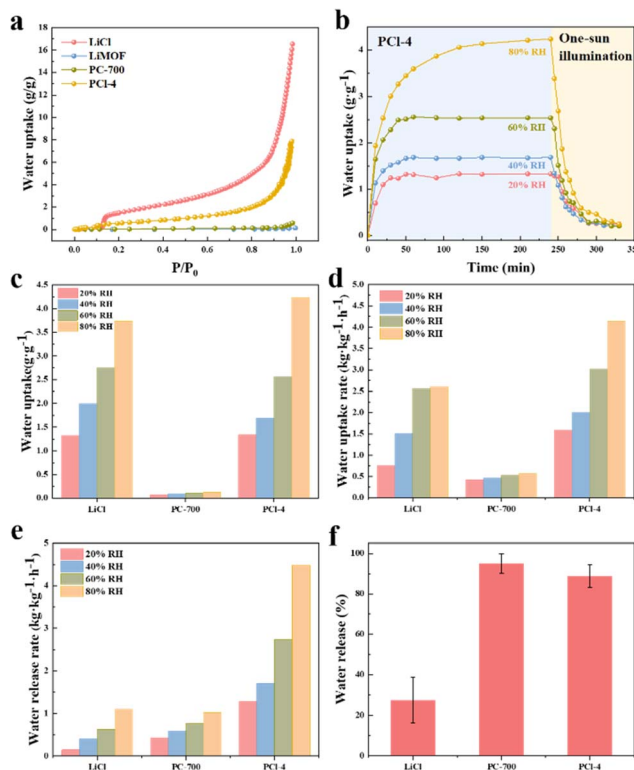 a
LiCl
LiMOF
PC-700
PCl-4
Water uptake (g/g)
18
16
14
12
10
8
6
4
2
0
0.0 0.2 0.4 0.6 0.8 1.0
P/P0
b
PCl-4
One-sun
illumination
80% RH
60% RH
40% RH
20% RH
Water uptake (g·g-1)
4
3
2
1
0
0 50 100 150 200 250 300
Time (min)
c
20% RH
40% RH
60% RH
80% RH
Water uptake(g·g-1)
4.5
4.0
3.5
3.0
2.5
2.0
1.5
0.5
0.0
LiCl PC-700 PCl-4
d
20% RH
40% RH
60% RH
80% RH
Water uptake rate (kg·kg-1·h-1)
5.0
4.5
4.0
3.5
3.0
2.5
2.0
1.5
1.0
0.5
0.0
LiCl PC-700 PCl-4
e
20% RH
40% RH
60% RH
80% RH
Water release rate (kg·kg-1·h-1)
5
4
3
2
1
0
LiCl PC-700 PCl-4
f
Water release (%)
100
80
60
40
20
0
LiCl PC-700 PCl-4